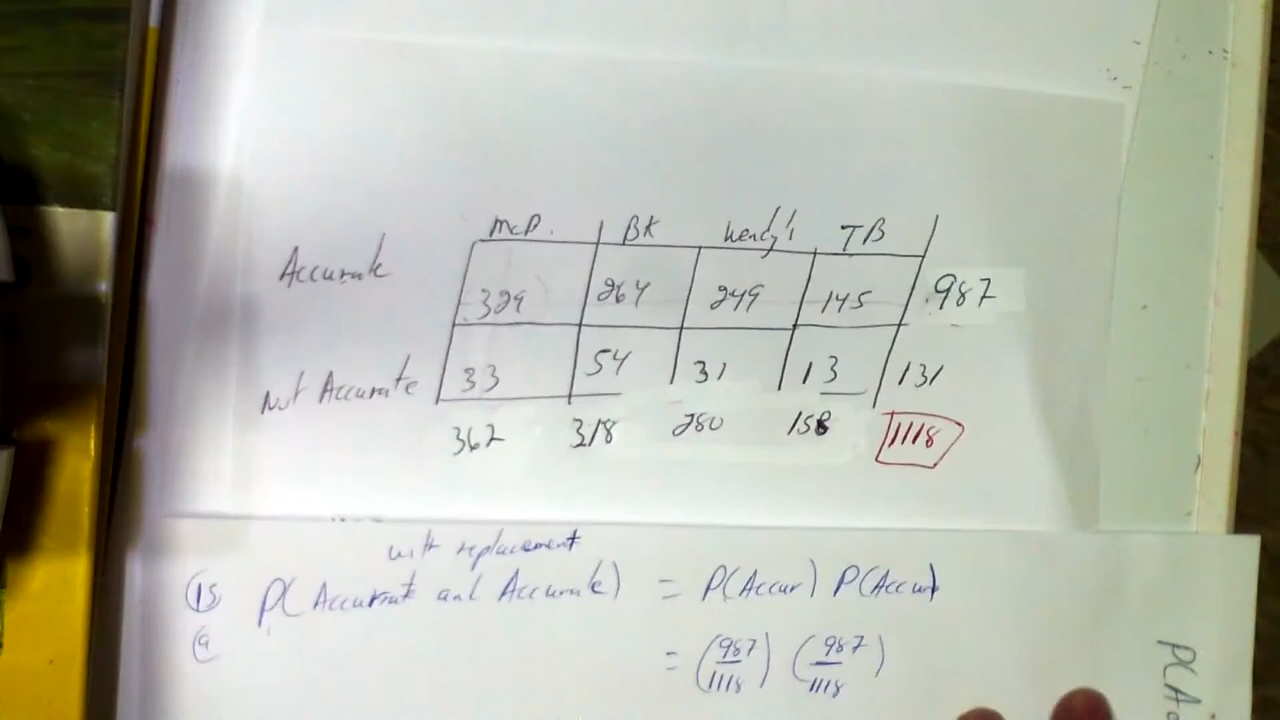 McD. BK Wendy's TB
Accurate 329 264 249 145 987
Not Accurate 33 54 31 13 131
362 318 280 158 1118
with replacement
15 P(Accurate and Accurate) = P(Accur) P(Accur)
(a = (987/1118) (987/1118)
P(A